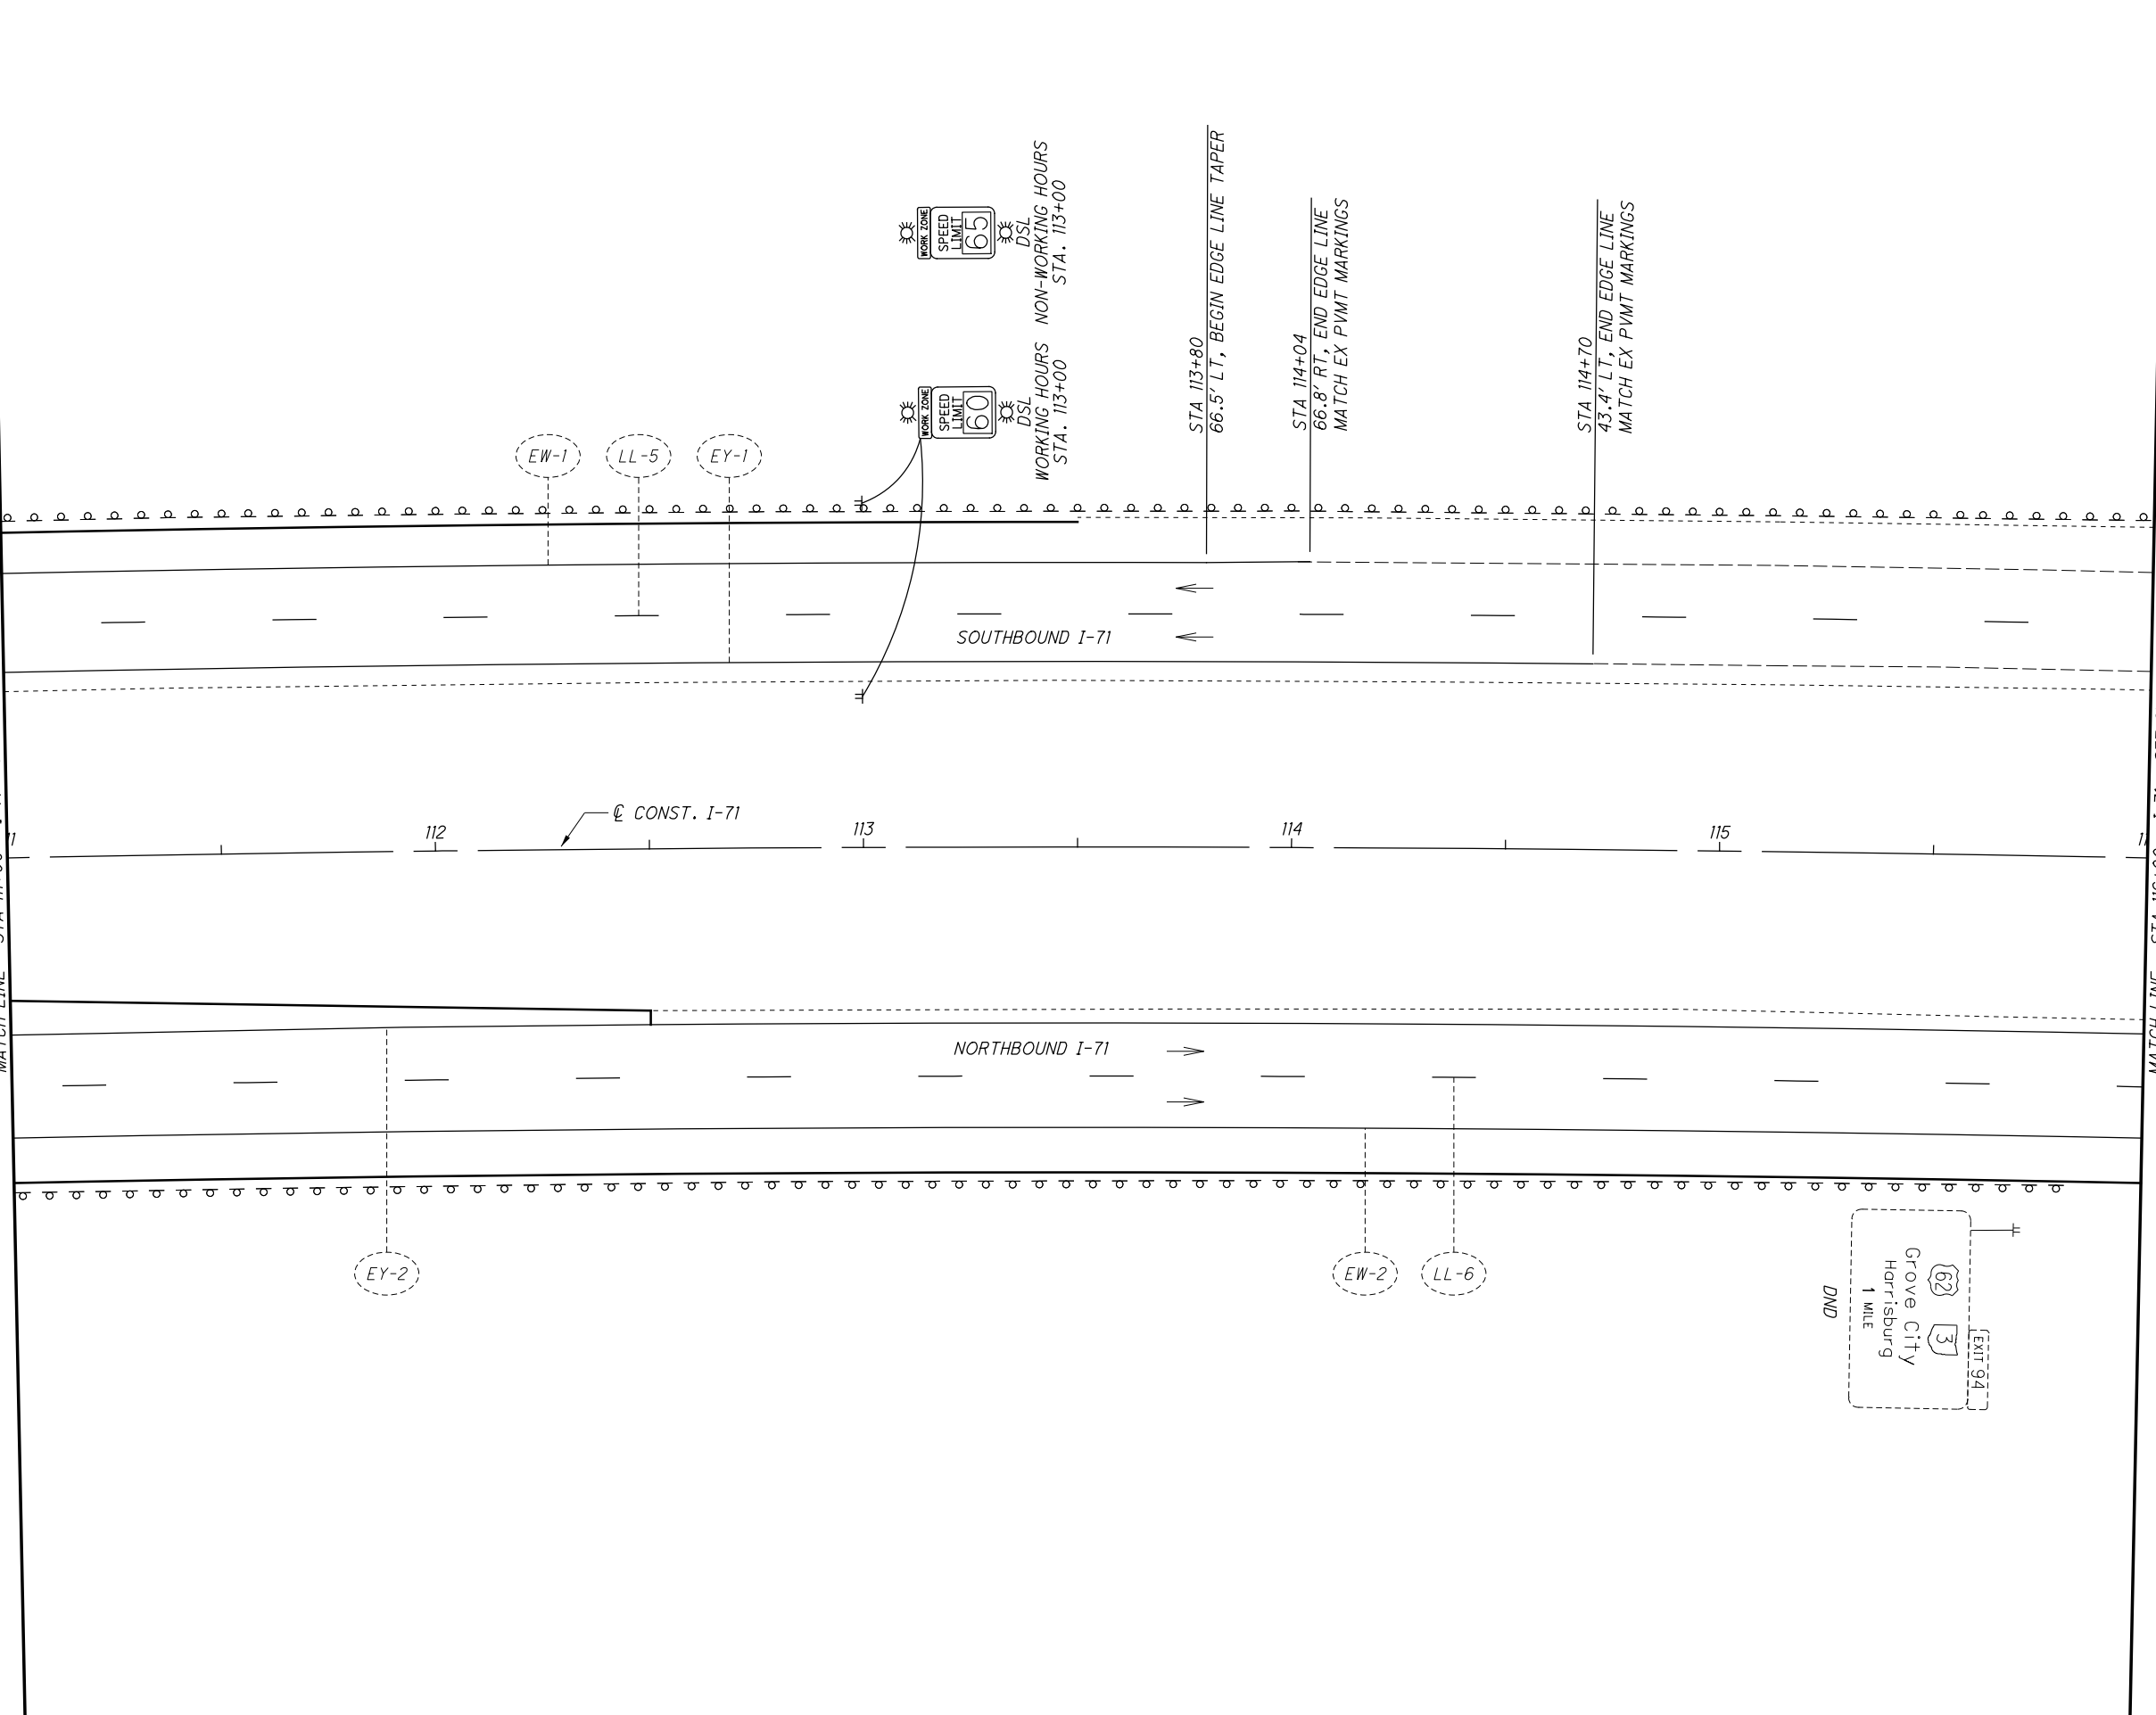 WORK ZONE
SPEED
LIMIT
65
DSL
NON-WORKING HOURS
STA. 113+00
WORK ZONE
SPEED
LIMIT
60
DSL
WORKING HOURS
STA. 113+00
STA 113+80
66.5' LT, BEGIN EDGE LINE TAPER
STA 114+04
66.8' RT, END EDGE LINE
MATCH EX PVMT MARKINGS
STA 114+70
43.4' LT, END EDGE LINE
MATCH EX PVMT MARKINGS
EW-1
LL-5
EY-1
SOUTHBOUND I-71
℄ CONST. I-71
112
113
114
115
MATCH LINE
MATCH LINE
NORTHBOUND I-71
EY-2
EW-2
LL-6
EXIT 94
62
3
Grove City
Harrisburg
1 MILE
DND